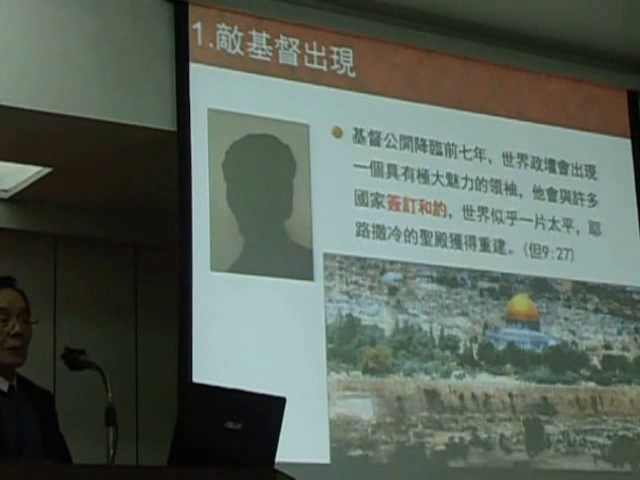 1.敵基督出現
基督公開降臨前七年，世界政壇會出現
一個具有極大魅力的領袖，他會與許多
國家簽訂和約，世界似乎一片太平，耶
路撒冷的聖殿獲得重建。(但9:27)
ASUS